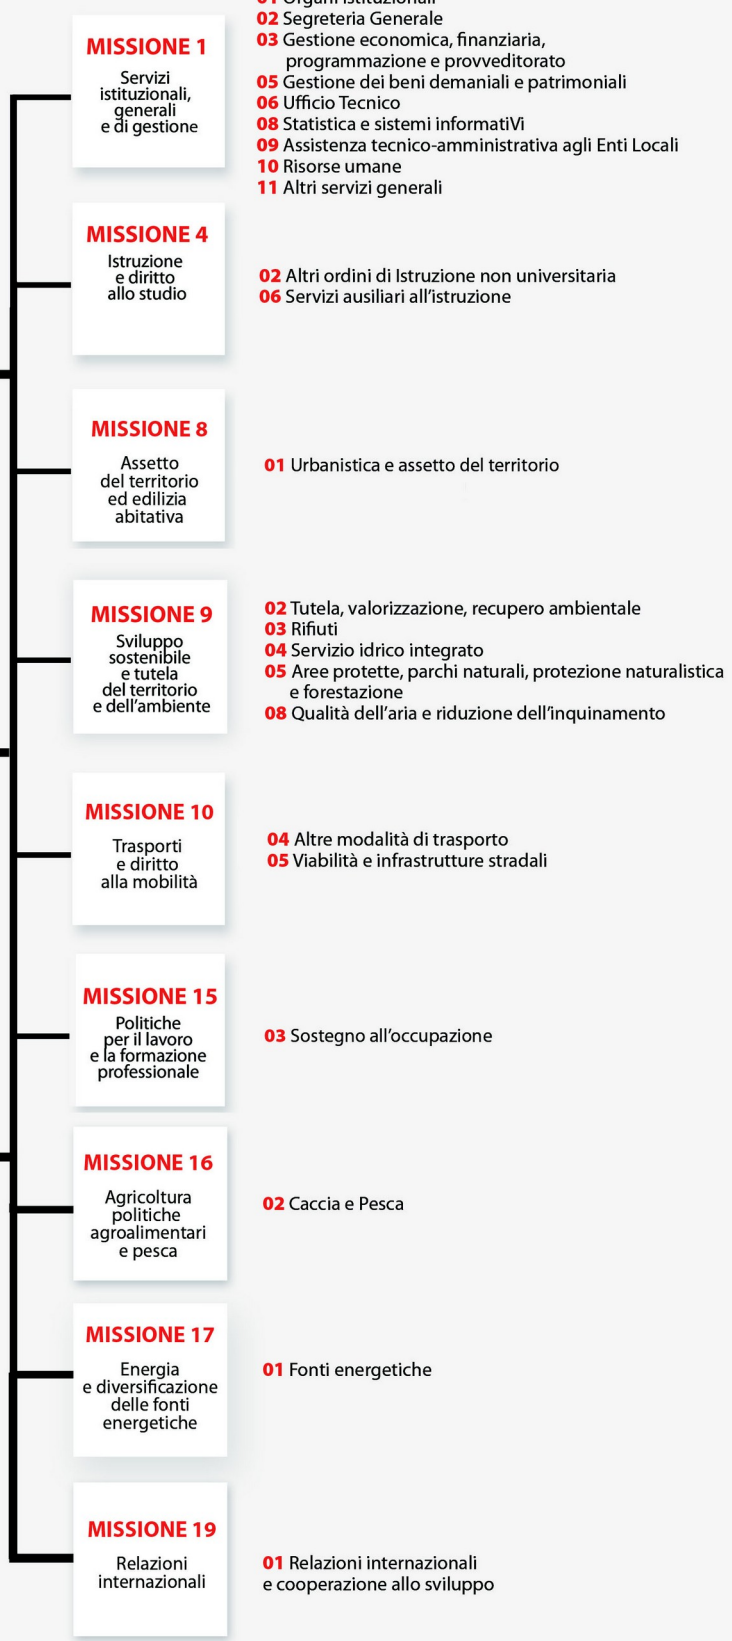 01 Organi istituzionali
02 Segreteria Generale
03 Gestione economica, finanziaria,
programmazione e provveditorato
05 Gestione dei beni demaniali e patrimoniali
06 Ufficio Tecnico
08 Statistica e sistemi informatiVi
09 Assistenza tecnico-amministrativa agli Enti Locali
10 Risorse umane
11 Altri servizi generali
MISSIONE 1
Servizi
istituzionali,
generali
e di gestione
MISSIONE 4
Istruzione
e diritto
allo studio
02 Altri ordini di Istruzione non universitaria
06 Servizi ausiliari all'istruzione
MISSIONE 8
Assetto
del territorio
ed edilizia
abitativa
01 Urbanistica e assetto del territorio
MISSIONE 9
Sviluppo
sostenibile
e tutela
del territorio
e dell'ambiente
02 Tutela, valorizzazione, recupero ambientale
03 Rifiuti
04 Servizio idrico integrato
05 Aree protette, parchi naturali, protezione naturalistica
e forestazione
08 Qualità dell'aria e riduzione dell'inquinamento
MISSIONE 10
Trasporti
e diritto
alla mobilità
04 Altre modalità di trasporto
05 Viabilità e infrastrutture stradali
MISSIONE 15
Politiche
per il lavoro
e la formazione
professionale
03 Sostegno all'occupazione
MISSIONE 16
Agricoltura
politiche
agroalimentari
e pesca
02 Caccia e Pesca
MISSIONE 17
Energia
e diversificazione
delle fonti
energetiche
01 Fonti energetiche
MISSIONE 19
Relazioni
internazionali
01 Relazioni internazionali
e cooperazione allo sviluppo